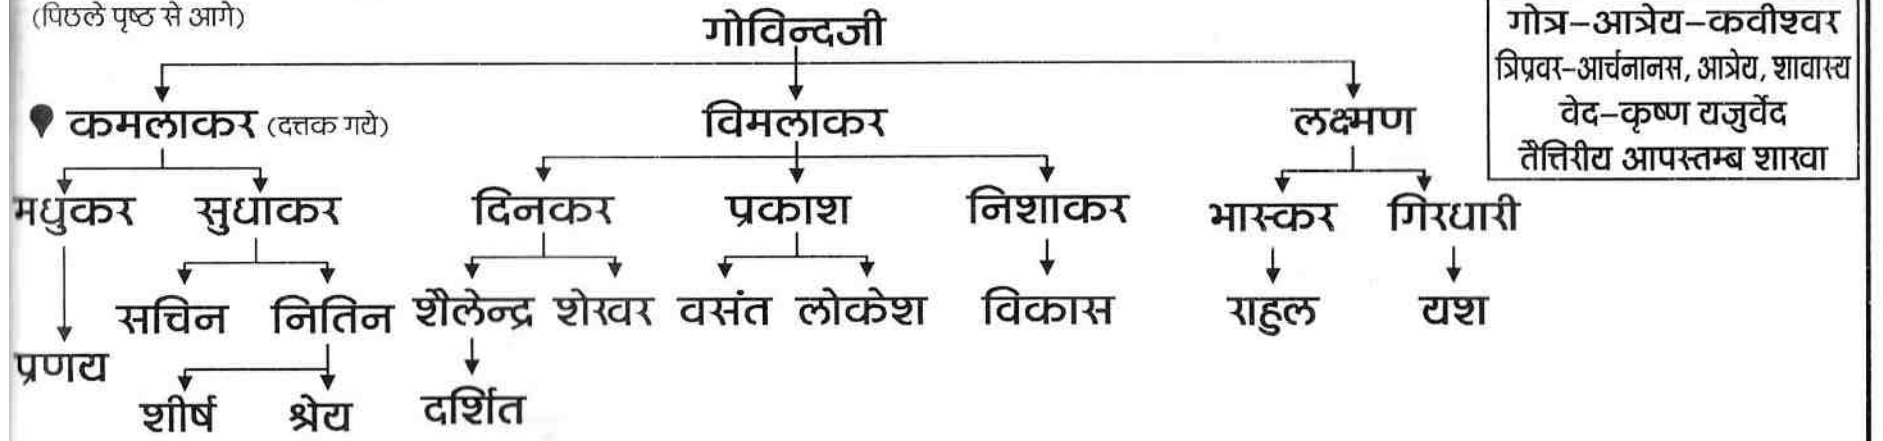 (पिछले पृष्ठ से आगे)
गोविन्दजी
गोत्र–आत्रेय–कवीश्वर
त्रिप्रवर–आर्चनानस, आत्रेय, शावास्य
वेद–कृष्ण यजुर्वेद
तैत्तिरीय आपस्तम्ब शाखा
कमलाकर (दत्तक गये) विमलाकर लक्ष्मण
मधुकर सुधाकर दिनकर प्रकाश निशाकर भास्कर गिरधारी
सचिन नितिन शैलेन्द्र शेखर वसंत लोकेश विकास राहुल यश
प्रणय
शीर्ष श्रेय दर्शित